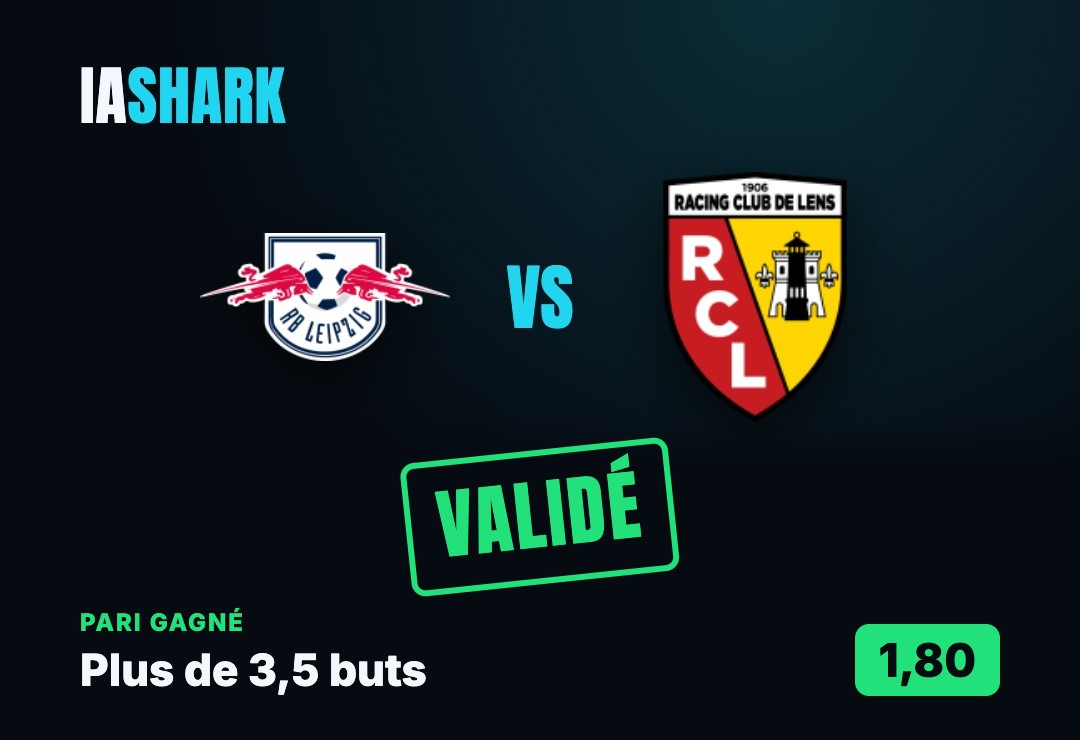 IASHARK
RB LEIPZIG
VS
1906
RACING CLUB DE LENS
R
C
L
VALIDÉ
PARI GAGNÉ
Plus de 3,5 buts
1,80